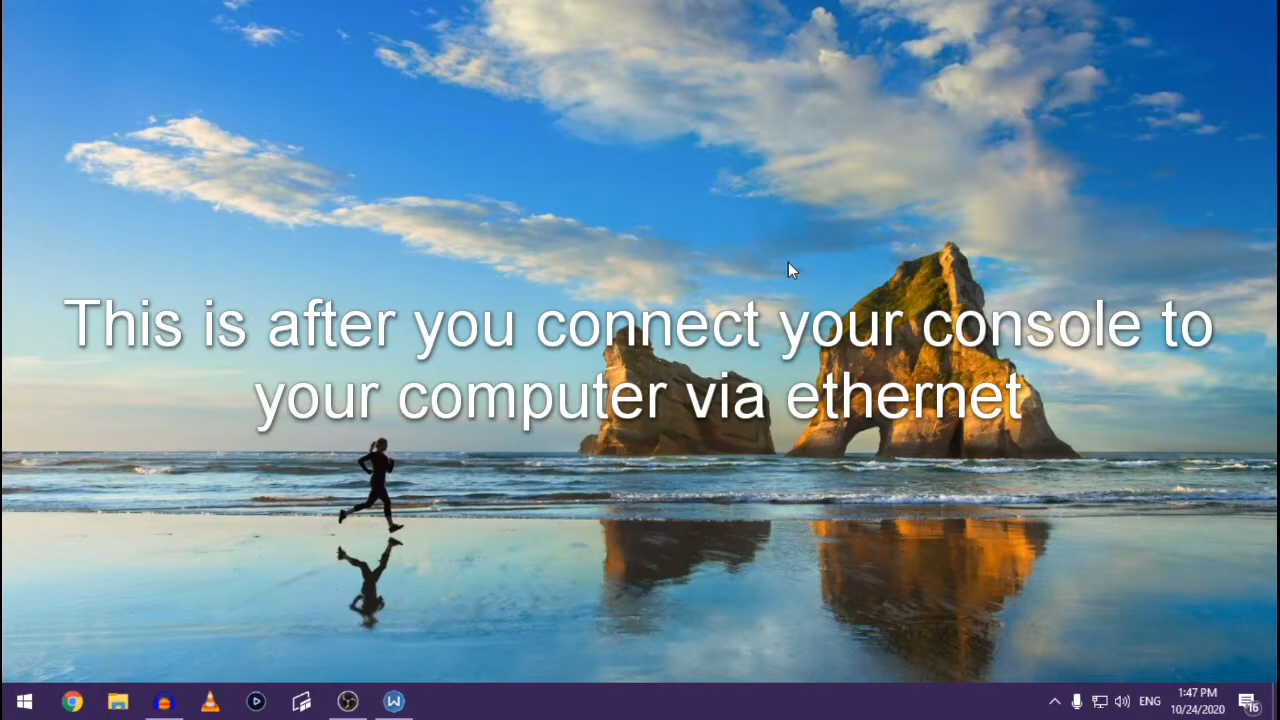 This is after you connect your console to
your computer via ethernet
ENG
1:47 PM
10/24/2020
16